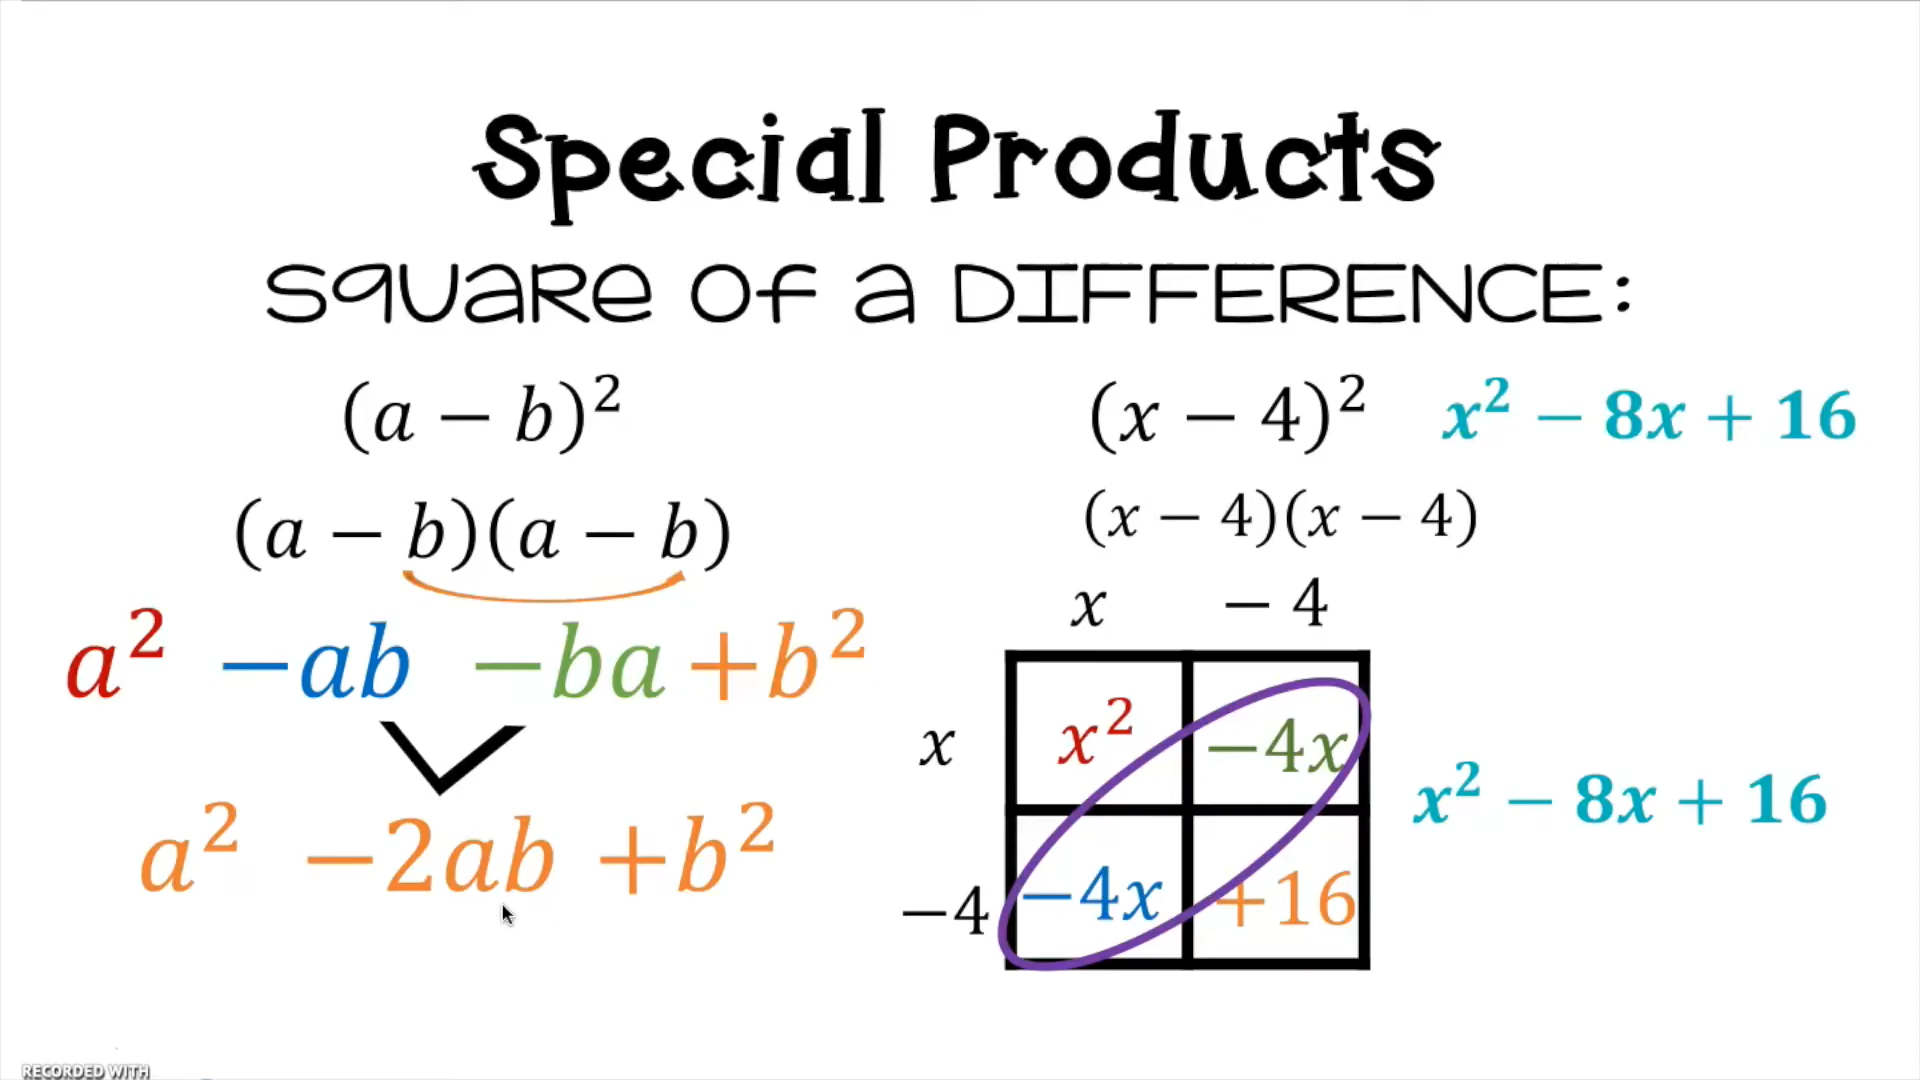 Special Products
SQUARE OF a DIFFERENCE:
(a − b)²
(a − b)(a − b)
a² −ab −ba +b²
a² −2ab +b²
(x − 4)² x² − 8x + 16
(x − 4)(x − 4)
x − 4
x x² −4x
−4 −4x +16
x² − 8x + 16
RECORDED WITH